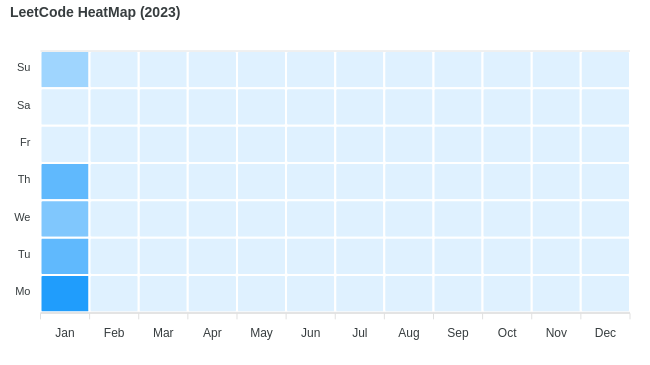 LeetCode HeatMap (2023)
Su
Sa
Fr
Th
We
Tu
Mo
Jan Feb Mar Apr May Jun Jul Aug Sep Oct Nov Dec